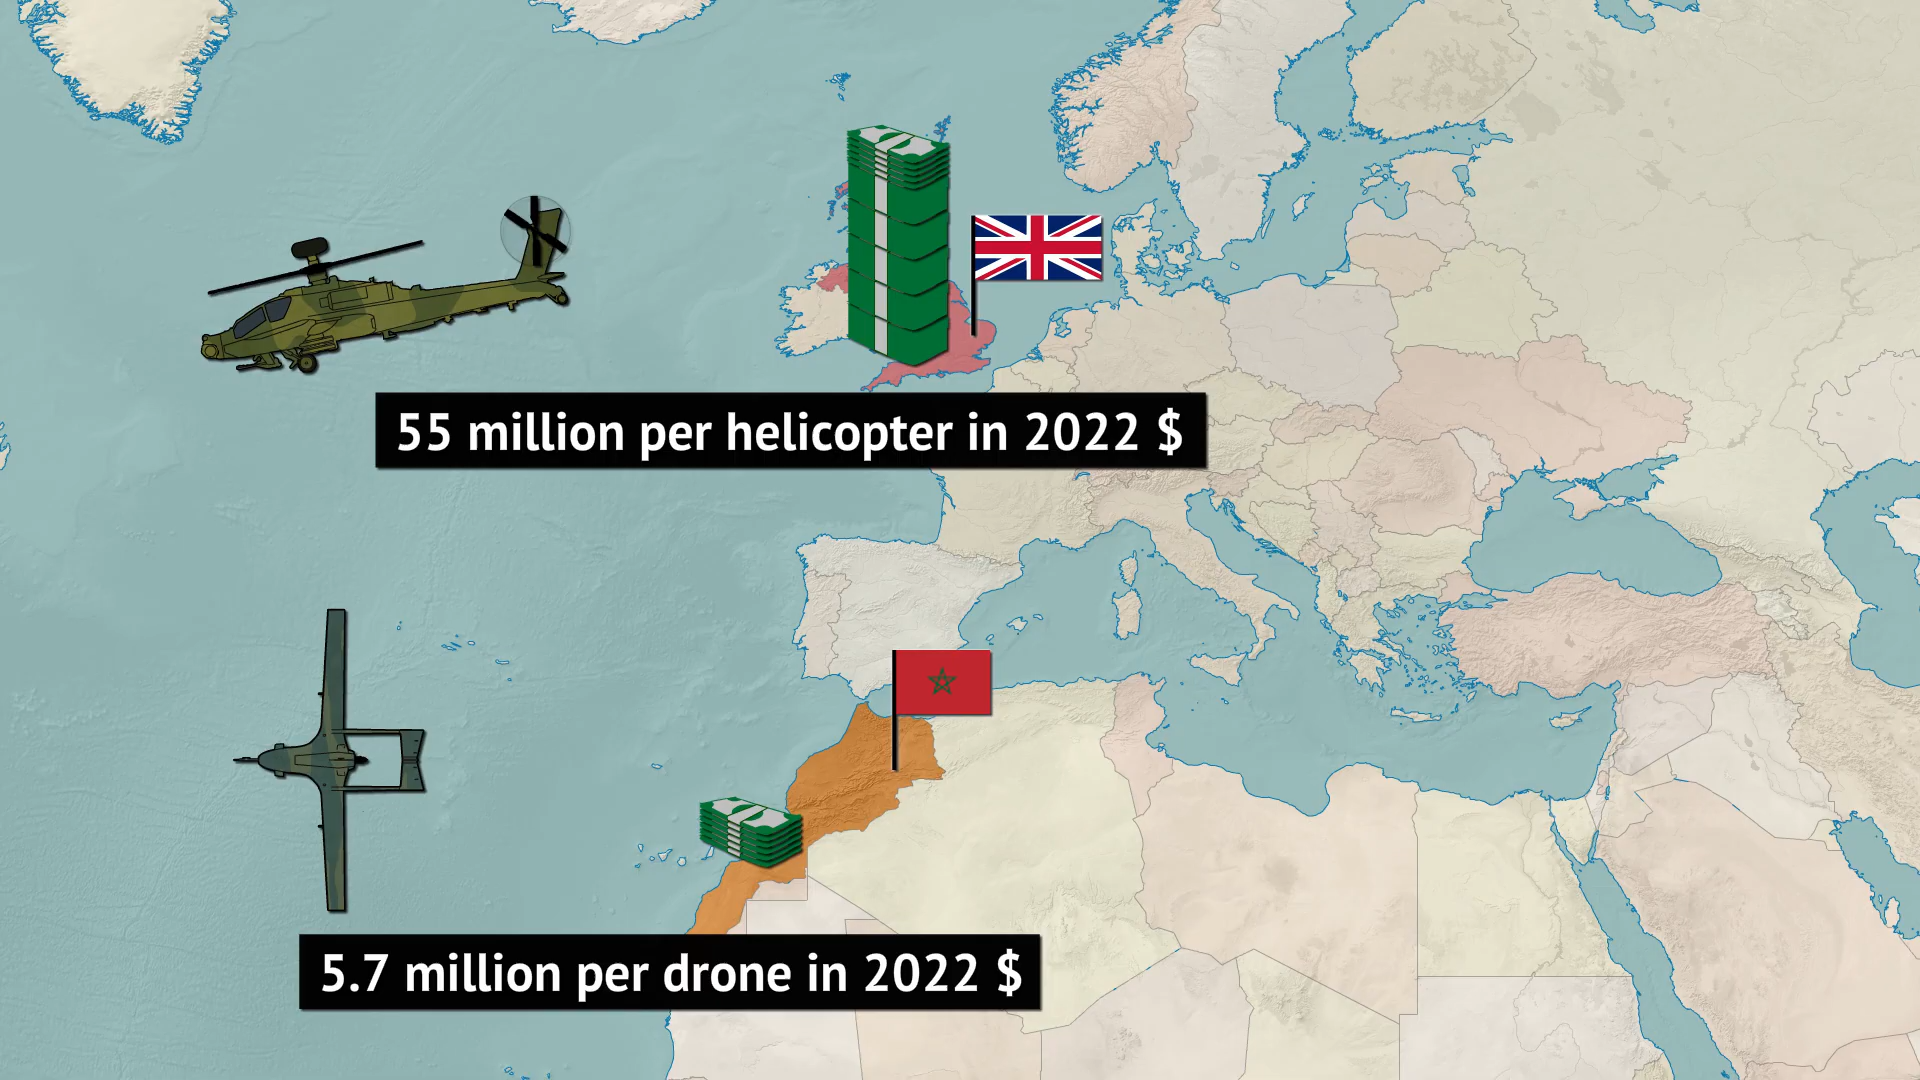 55 million per helicopter in 2022 $
5.7 million per drone in 2022 $